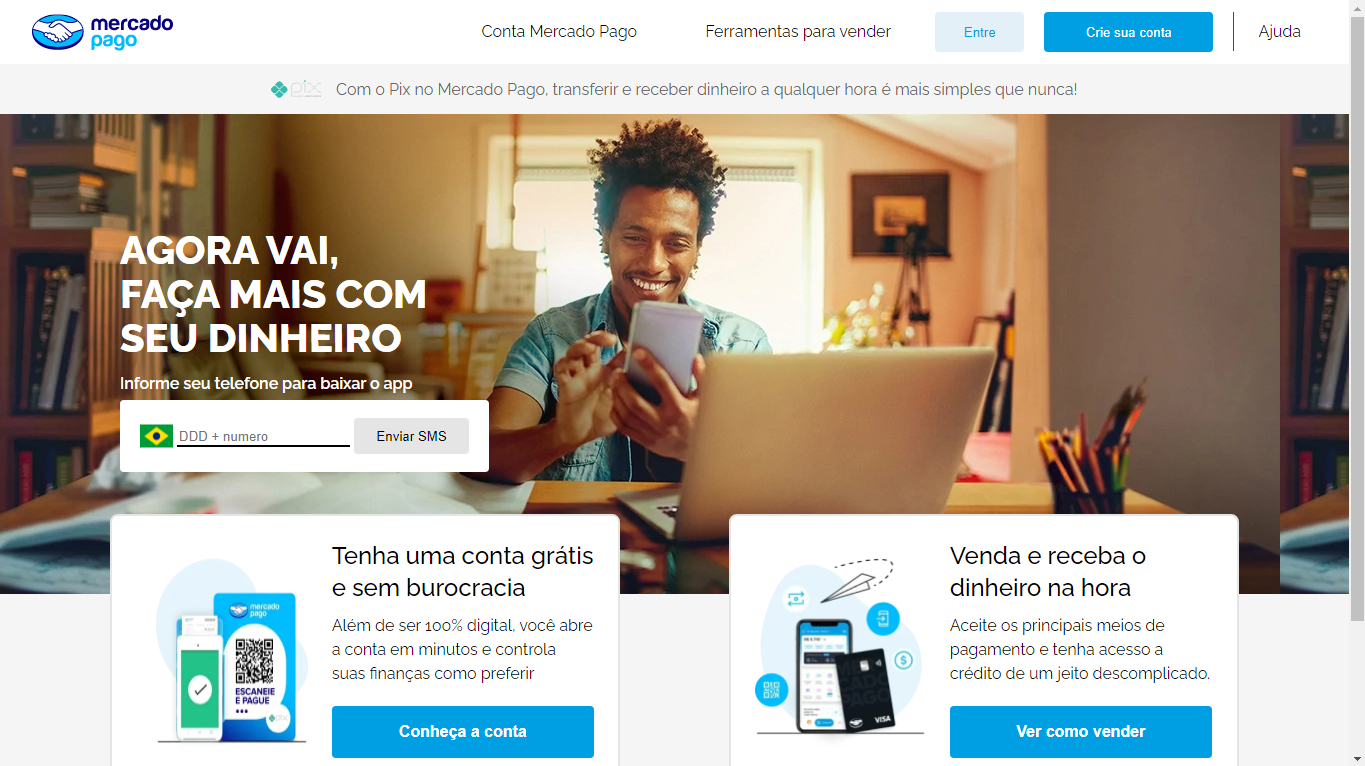 mercado
pago
Conta Mercado Pago
Ferramentas para vender
Entre
Crie sua conta
Ajuda
pix
Com o Pix no Mercado Pago, transferir e receber dinheiro a qualquer hora é mais simples que nunca!
AGORA VAI,
FAÇA MAIS COM
SEU DINHEIRO
Informe seu telefone para baixar o app
DDD + numero
Enviar SMS
Tenha uma conta grátis
e sem burocracia
Além de ser 100% digital, você abre
a conta em minutos e controla
suas finanças como preferir
mercado
pago
ESCANEIE
E PAGUE
pix
Conheça a conta
Venda e receba o
dinheiro na hora
Aceite os principais meios de
pagamento e tenha acesso a
crédito de um jeito descomplicado.
MER
CADO
PAGO
VISA
Ver como vender